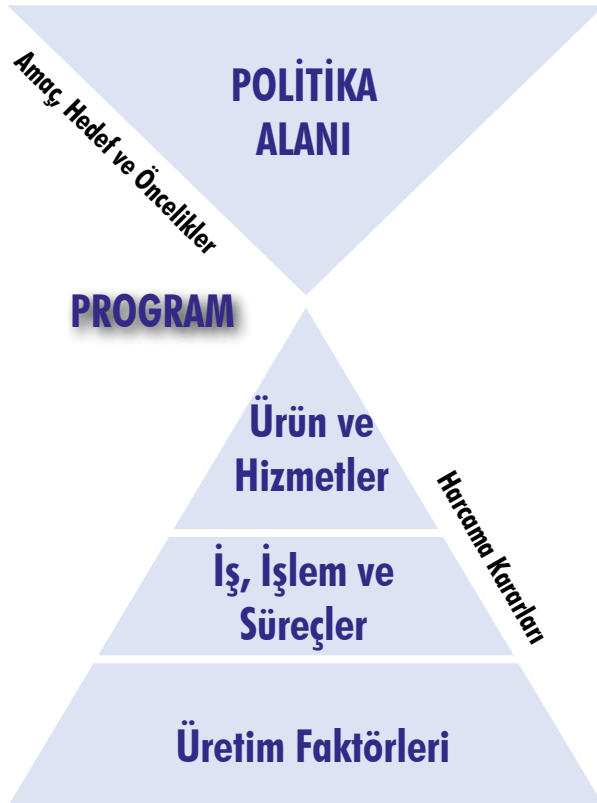 POLİTİKA
ALANI
Amaç, Hedef ve Öncelikler
PROGRAM
Ürün ve
Hizmetler
Harcama Kararları
İş, İşlem ve
Süreçler
Üretim Faktörleri